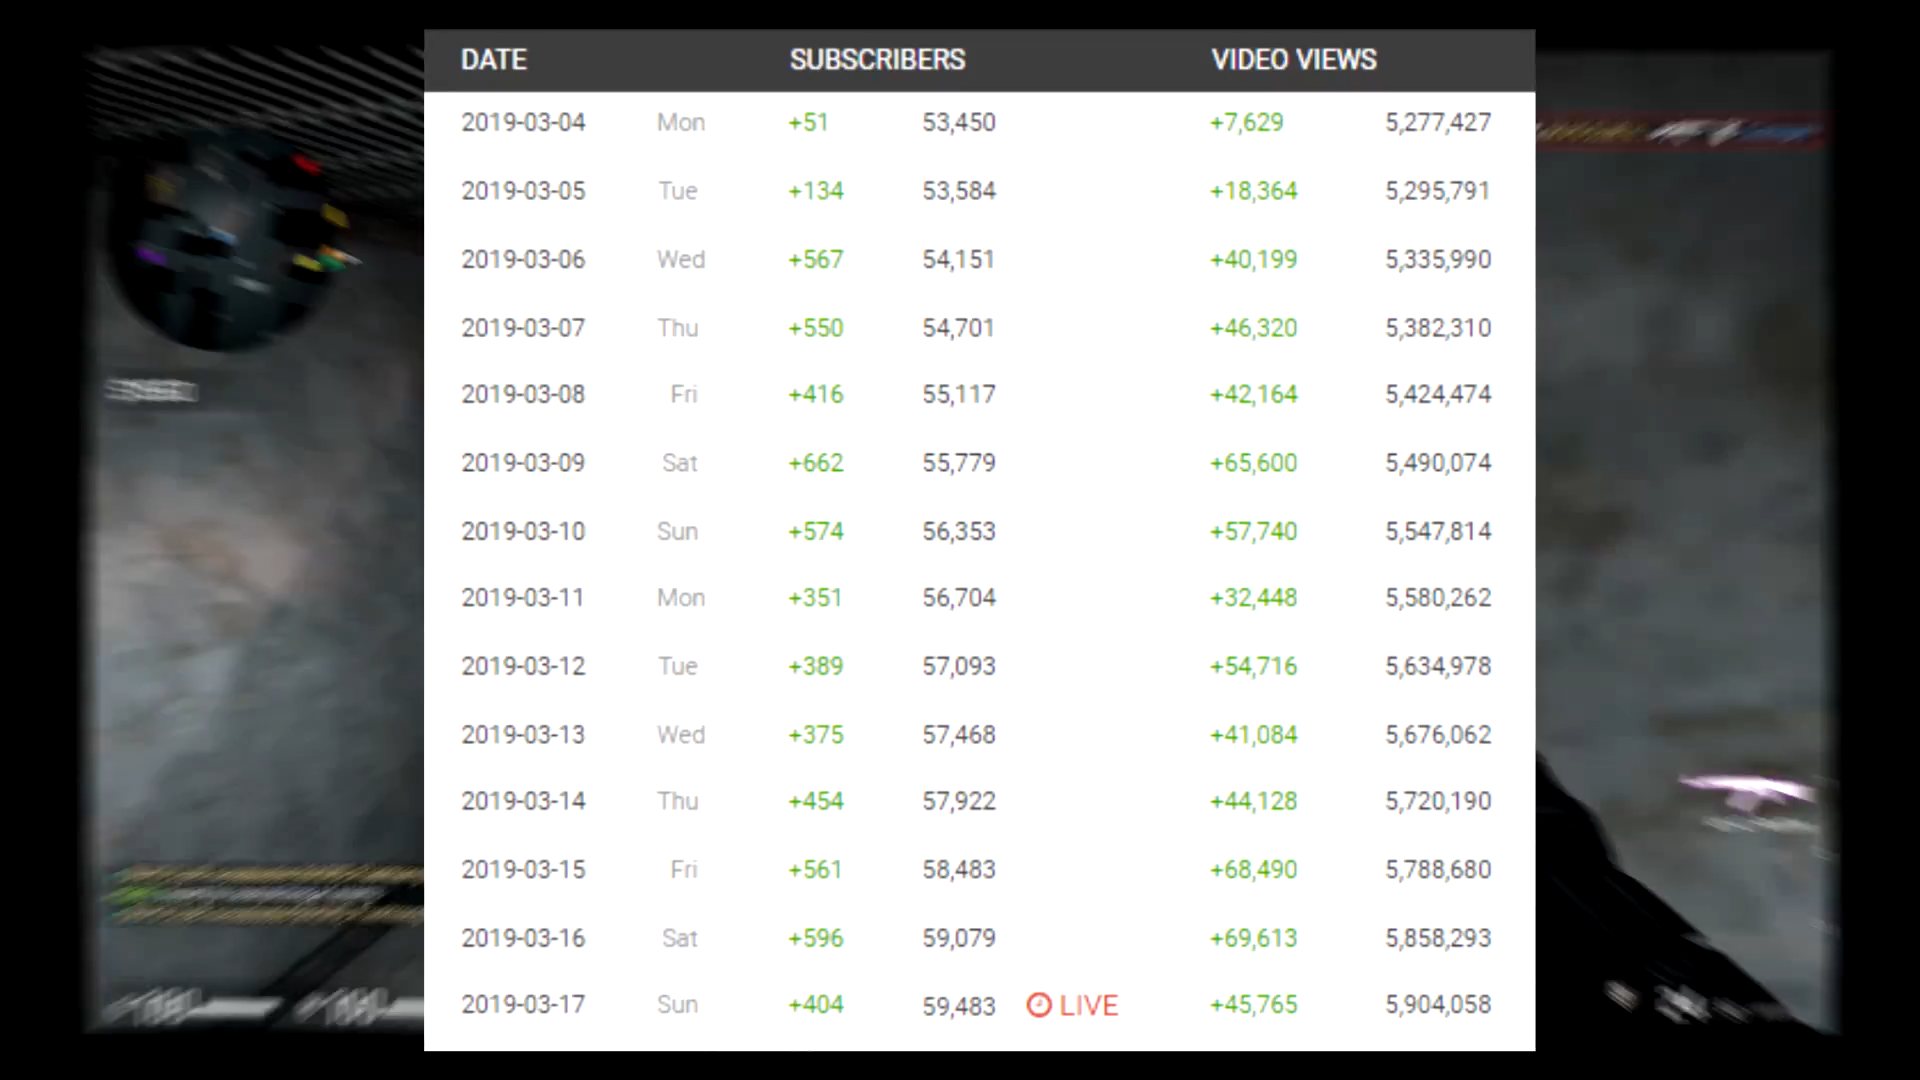 DATE SUBSCRIBERS VIDEO VIEWS
2019-03-04 Mon +51 53,450 +7,629 5,277,427
2019-03-05 Tue +134 53,584 +18,364 5,295,791
2019-03-06 Wed +567 54,151 +40,199 5,335,990
2019-03-07 Thu +550 54,701 +46,320 5,382,310
2019-03-08 Fri +416 55,117 +42,164 5,424,474
2019-03-09 Sat +662 55,779 +65,600 5,490,074
2019-03-10 Sun +574 56,353 +57,740 5,547,814
2019-03-11 Mon +351 56,704 +32,448 5,580,262
2019-03-12 Tue +389 57,093 +54,716 5,634,978
2019-03-13 Wed +375 57,468 +41,084 5,676,062
2019-03-14 Thu +454 57,922 +44,128 5,720,190
2019-03-15 Fri +561 58,483 +68,490 5,788,680
2019-03-16 Sat +596 59,079 +69,613 5,858,293
2019-03-17 Sun +404 59,483 LIVE +45,765 5,904,058